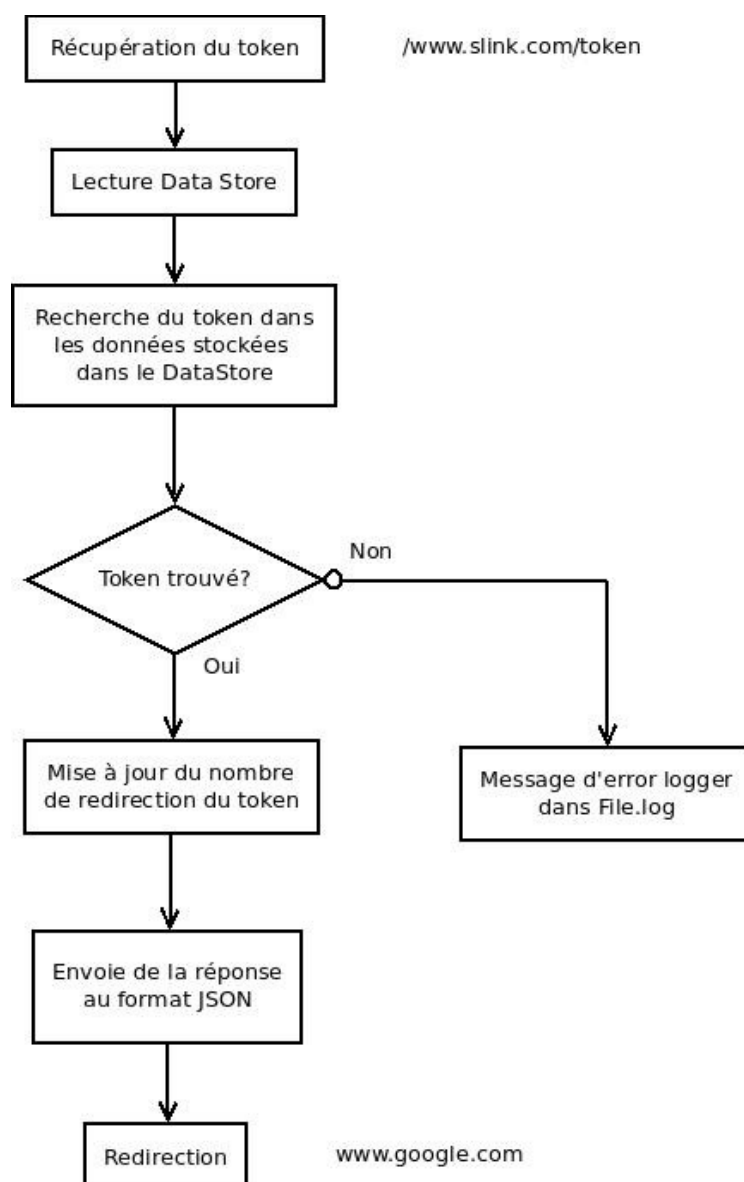 Récupération du token
/www.slink.com/token
Lecture Data Store
Recherche du token dans
les données stockées
dans le DataStore
Token trouvé?
Non
Oui
Mise à jour du nombre
de redirection du token
Message d'error logger
dans File.log
Envoie de la réponse
au format JSON
Redirection
www.google.com